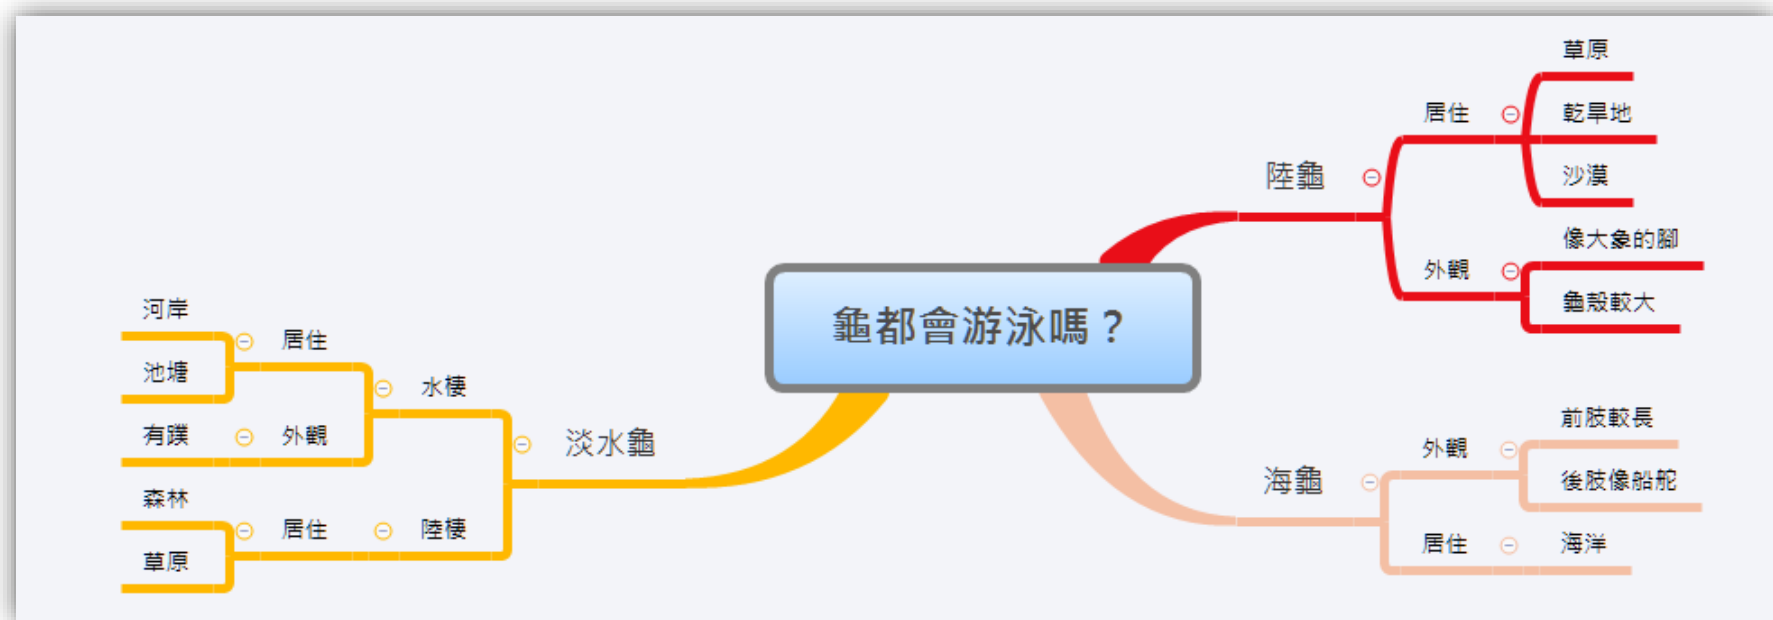 龜都會游泳嗎？
陸龜
居住
草原
乾旱地
沙漠
外觀
像大象的腳
龜殼較大
海龜
外觀
前肢較長
後肢像船舵
居住
海洋
淡水龜
水棲
居住
河岸
池塘
外觀
有蹼
陸棲
居住
森林
草原